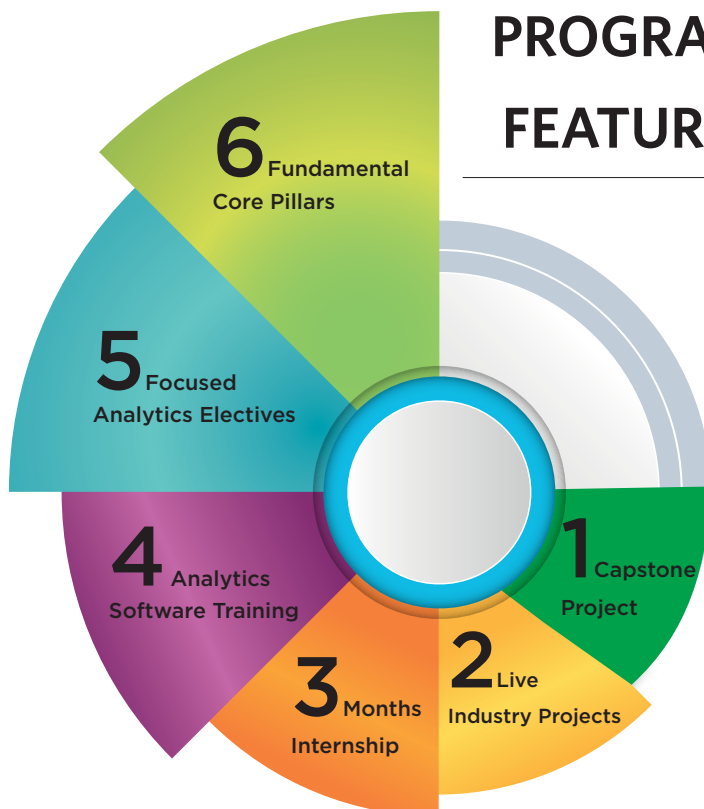 PROGRA
FEATUR
6 Fundamental
Core Pillars
5 Focused
Analytics Electives
4 Analytics
Software Training
3 Months
Internship
2 Live
Industry Projects
1 Capstone
Project